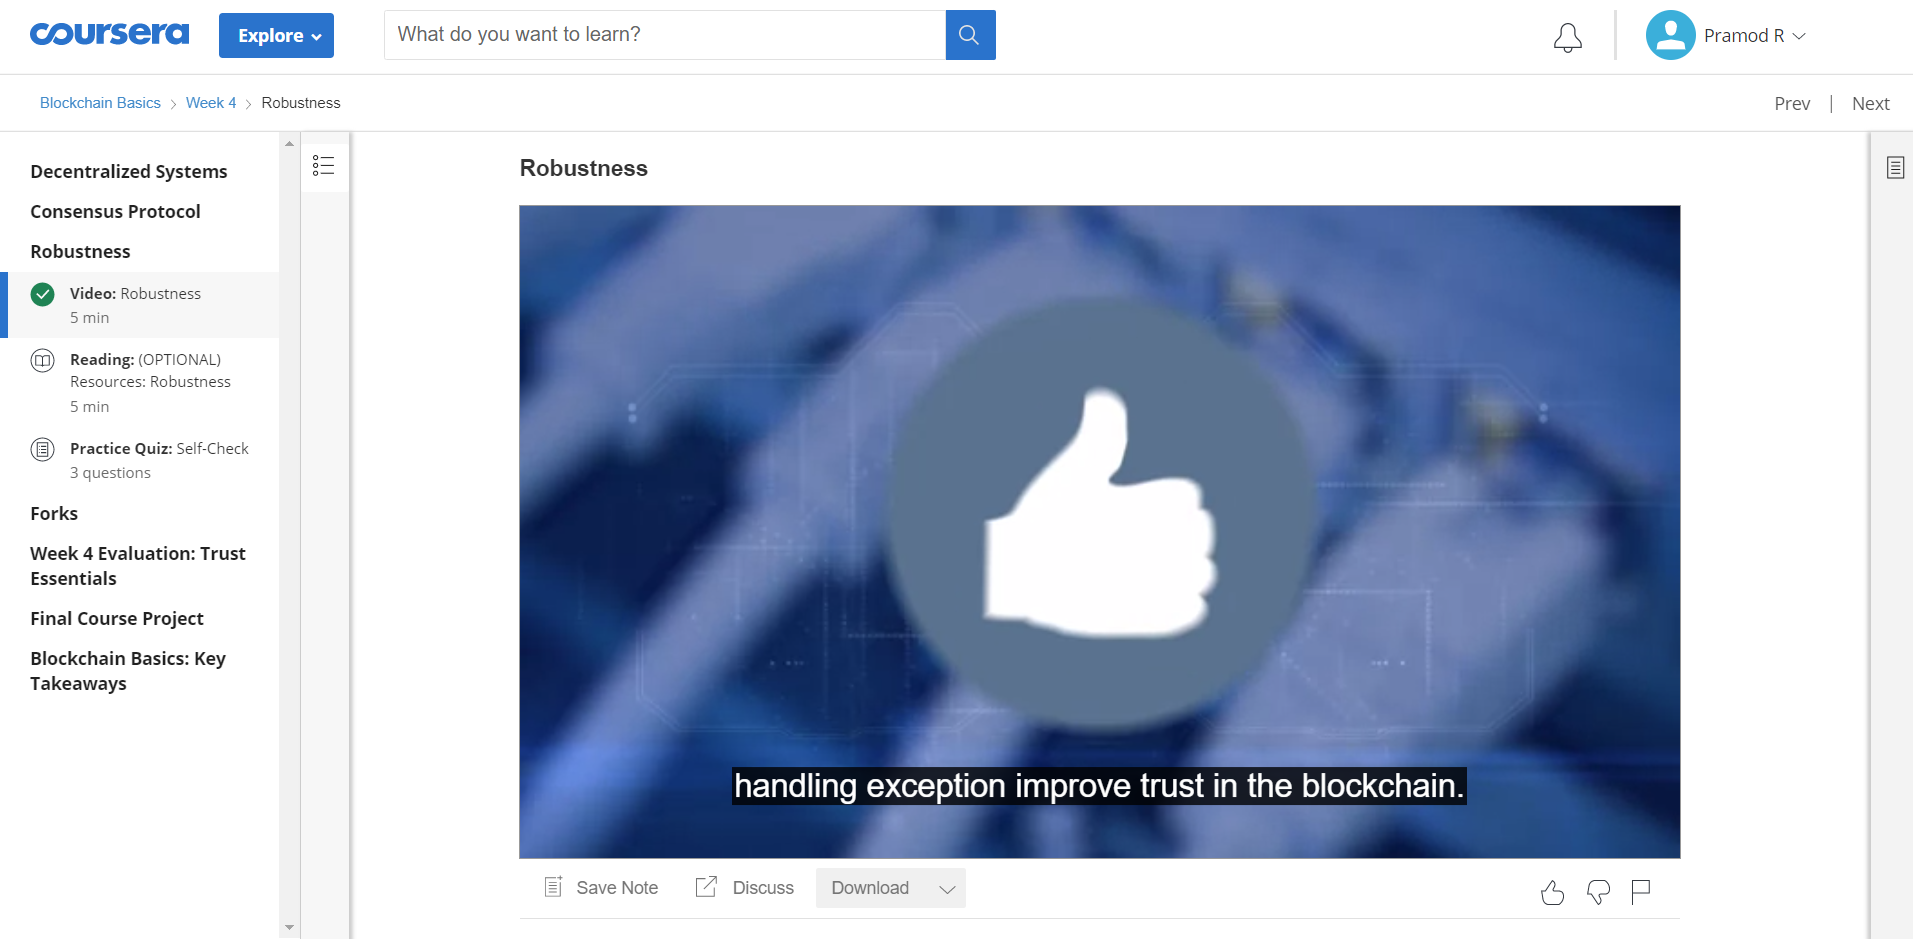 coursera
Explore
What do you want to learn?
Pramod R
Blockchain Basics > Week 4 > Robustness
Prev | Next
Decentralized Systems
Consensus Protocol
Robustness
Video: Robustness
5 min
Reading: (OPTIONAL)
Resources: Robustness
5 min
Practice Quiz: Self-Check
3 questions
Forks
Week 4 Evaluation: Trust
Essentials
Final Course Project
Blockchain Basics: Key
Takeaways
Robustness
handling exception improve trust in the blockchain.
Save Note
Discuss
Download